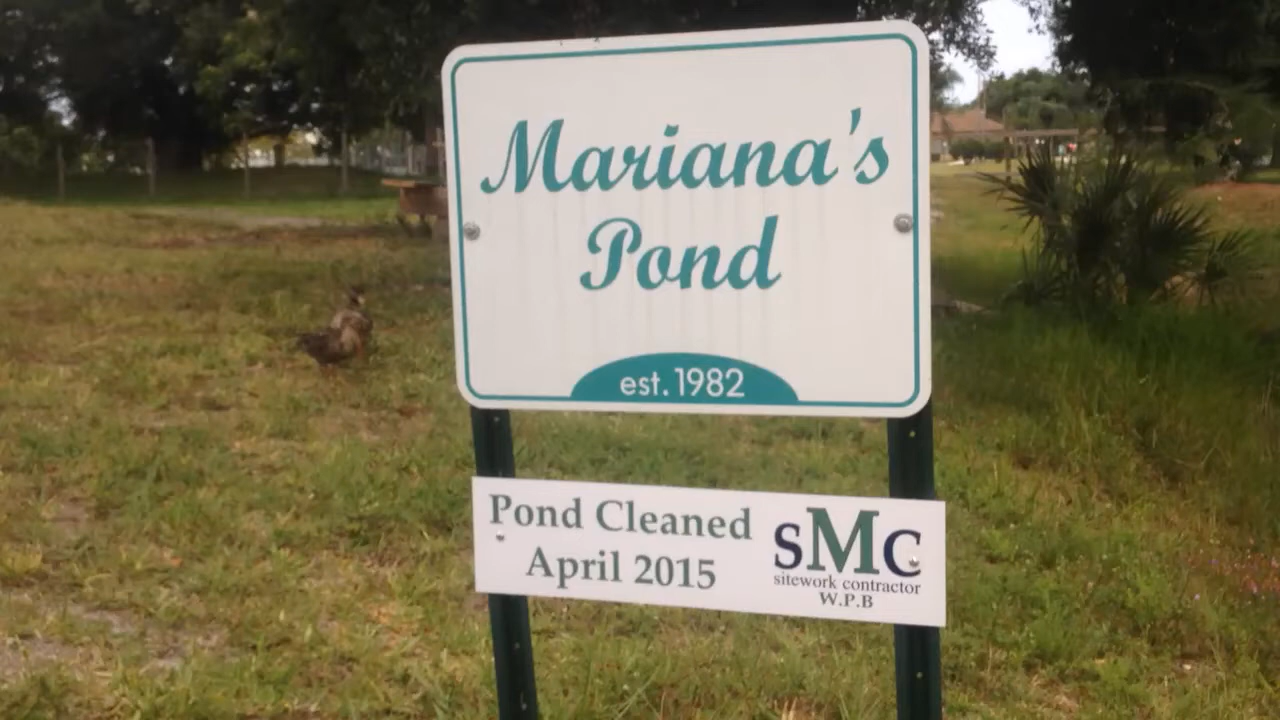 Mariana's
Pond
est. 1982
Pond Cleaned
April 2015
SMC
sitework contractor
W.P.B